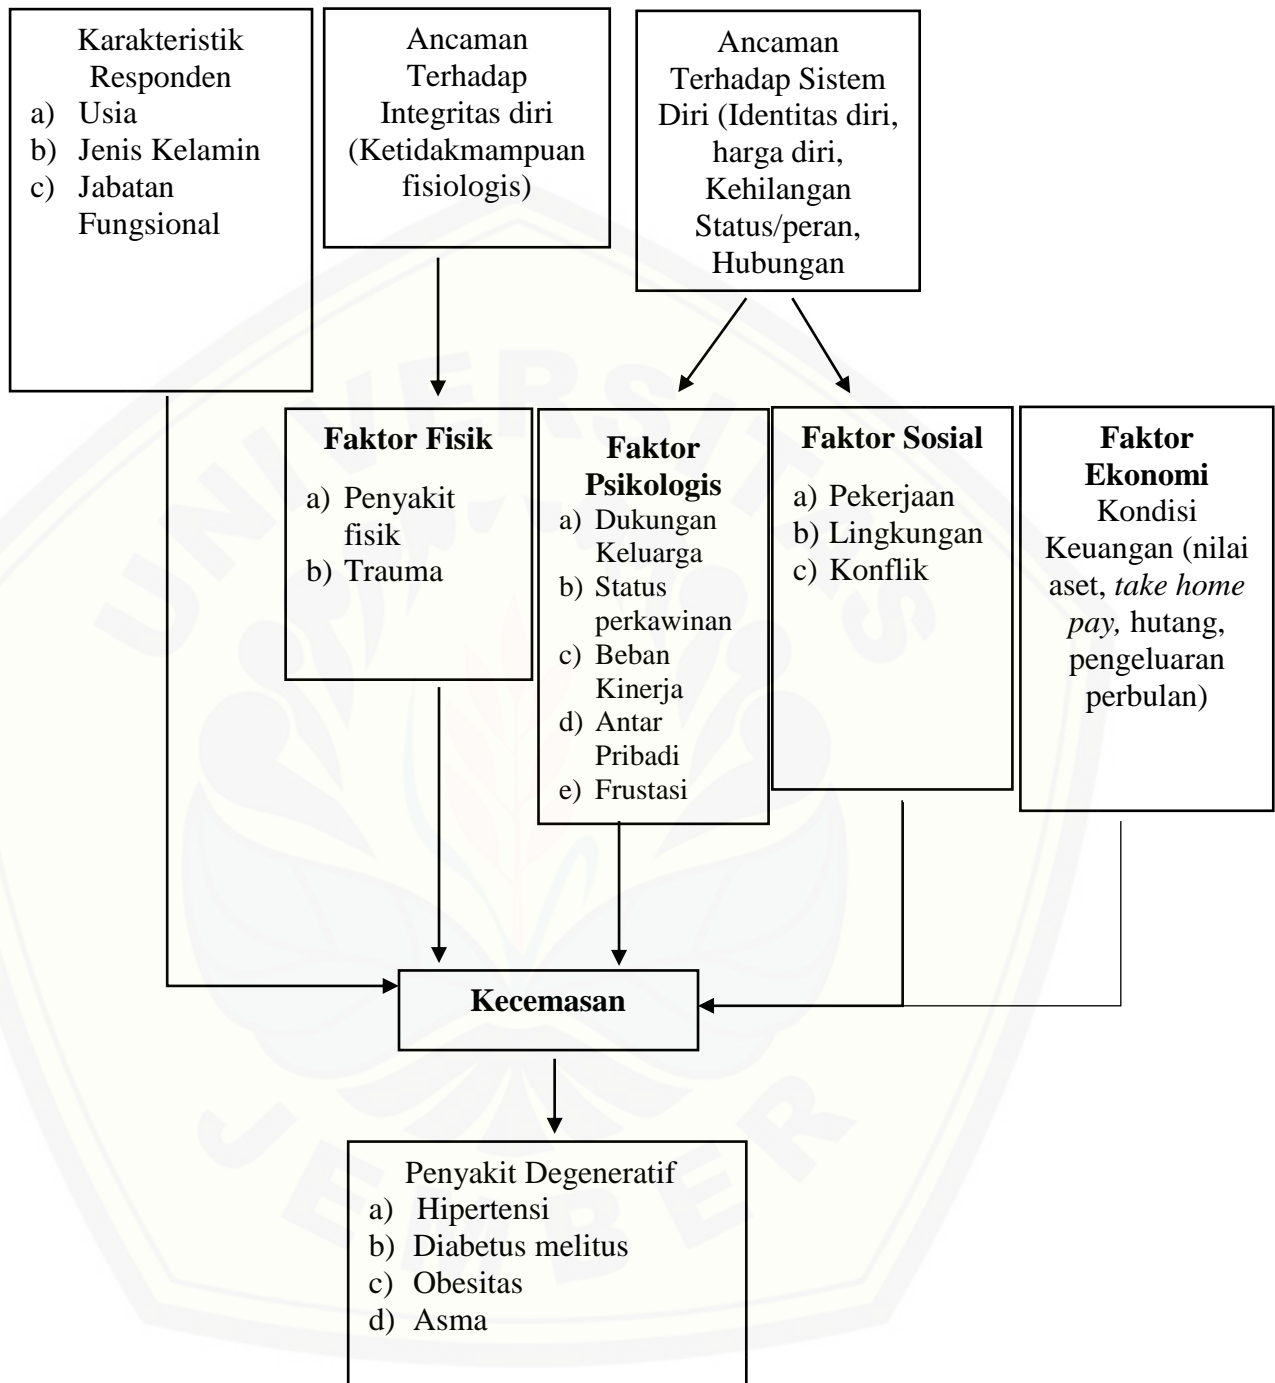 Karakteristik
Responden
a) Usia
b) Jenis Kelamin
c) Jabatan
Fungsional
Ancaman
Terhadap
Integritas diri
(Ketidakmampuan
fisiologis)
Ancaman
Terhadap Sistem
Diri (Identitas diri,
harga diri,
Kehilangan
Status/peran,
Hubungan
Faktor Fisik
a) Penyakit
fisik
b) Trauma
Faktor
Psikologis
a) Dukungan
Keluarga
b) Status
perkawinan
c) Beban
Kinerja
d) Antar
Pribadi
e) Frustasi
Faktor Sosial
a) Pekerjaan
b) Lingkungan
c) Konflik
Faktor
Ekonomi
Kondisi
Keuangan (nilai
aset, take home
pay, hutang,
pengeluaran
perbulan)
Kecemasan
Penyakit Degeneratif
a) Hipertensi
b) Diabetus melitus
c) Obesitas
d) Asma
UNIVERSITAS
JEMBER